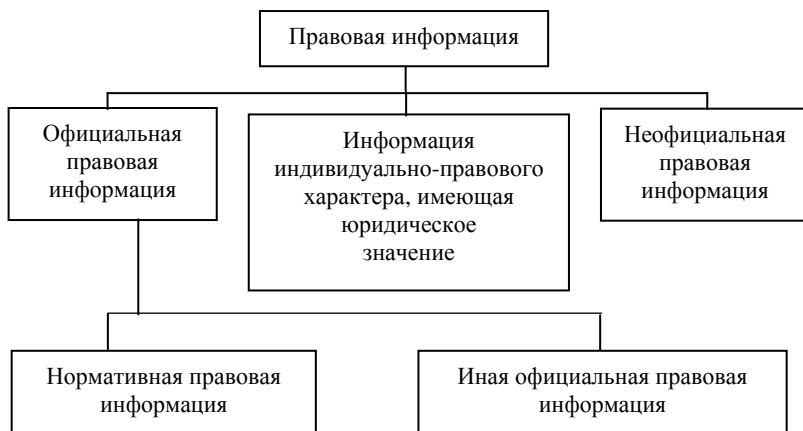 Правовая информация
Официальная
правовая
информация
Информация
индивидуально-правового
характера, имеющая
юридическое
значение
Неофициальная
правовая
информация
Нормативная правовая
информация
Иная официальная правовая
информация